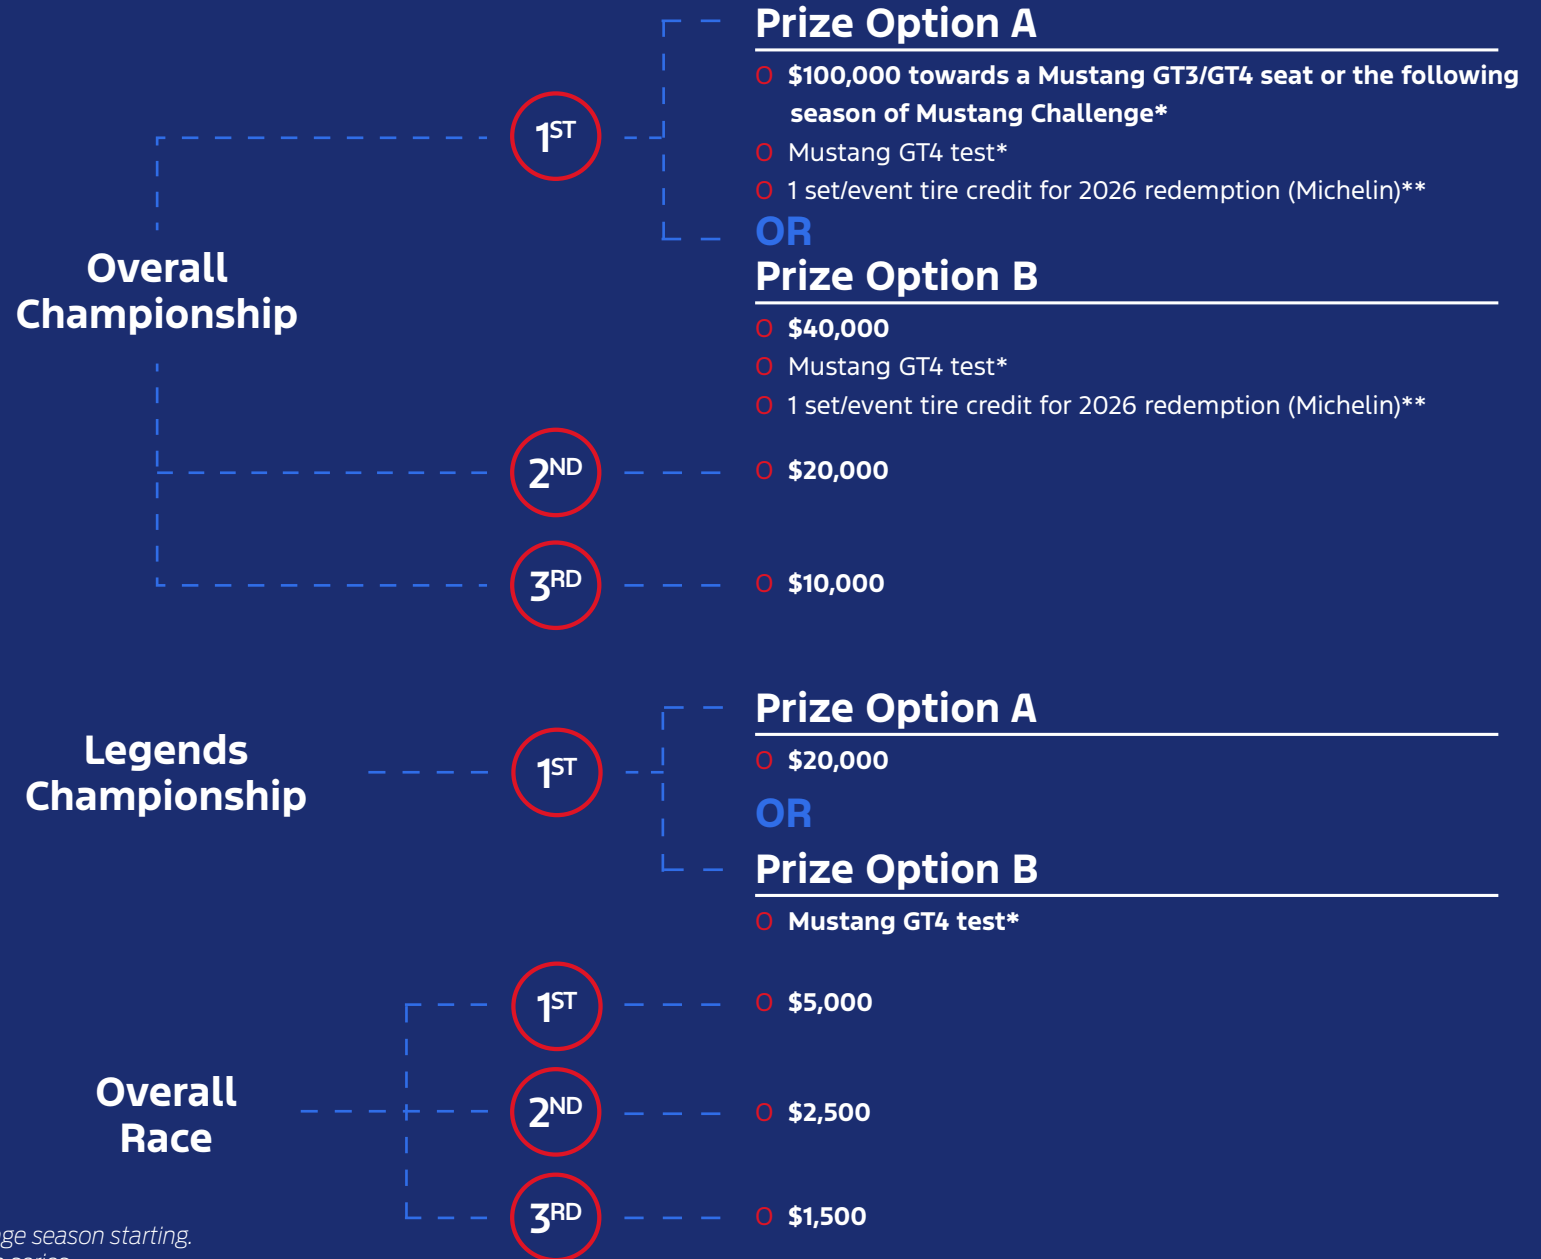 Prize Option A
O $100,000 towards a Mustang GT3/GT4 seat or the following
season of Mustang Challenge*
1ST
O Mustang GT4 test*
O 1 set/event tire credit for 2026 redemption (Michelin)**
OR
Overall
Championship
Prize Option B
O $40,000
O Mustang GT4 test*
O 1 set/event tire credit for 2026 redemption (Michelin)**
2ND
O $20,000
3RD
O $10,000
Legends
Championship
1ST
Prize Option A
O $20,000
OR
Prize Option B
O Mustang GT4 test*
Overall
Race
1ST
O $5,000
2ND
O $2,500
3RD
O $1,500
season starting.